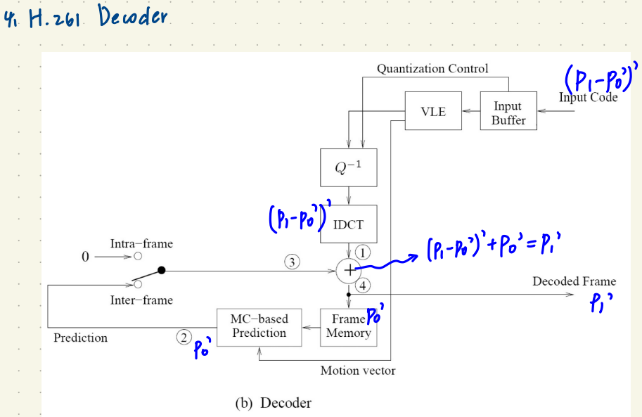 4, H.261 Decoder
Quantization Control
(P₁-P₀')'
Input Code
VLE
Input
Buffer
Q⁻¹
(P₁-P₀')'
IDCT
Intra-frame
0
①
③
+
(P₁-P₀')'+P₀'=P₁'
④
Inter-frame
Decoded Frame
P₁'
MC-based
Prediction
Frame
Memory
P₀'
Prediction
②
P₀'
Motion vector
(b) Decoder